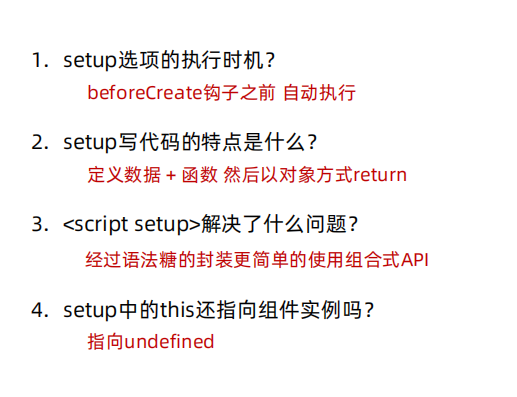 1. setup选项的执行时机？
beforeCreate钩子之前 自动执行
2. setup写代码的特点是什么？
定义数据 + 函数 然后以对象方式return
3. <script setup>解决了什么问题？
经过语法糖的封装更简单的使用组合式API
4. setup中的this还指向组件实例吗？
指向undefined